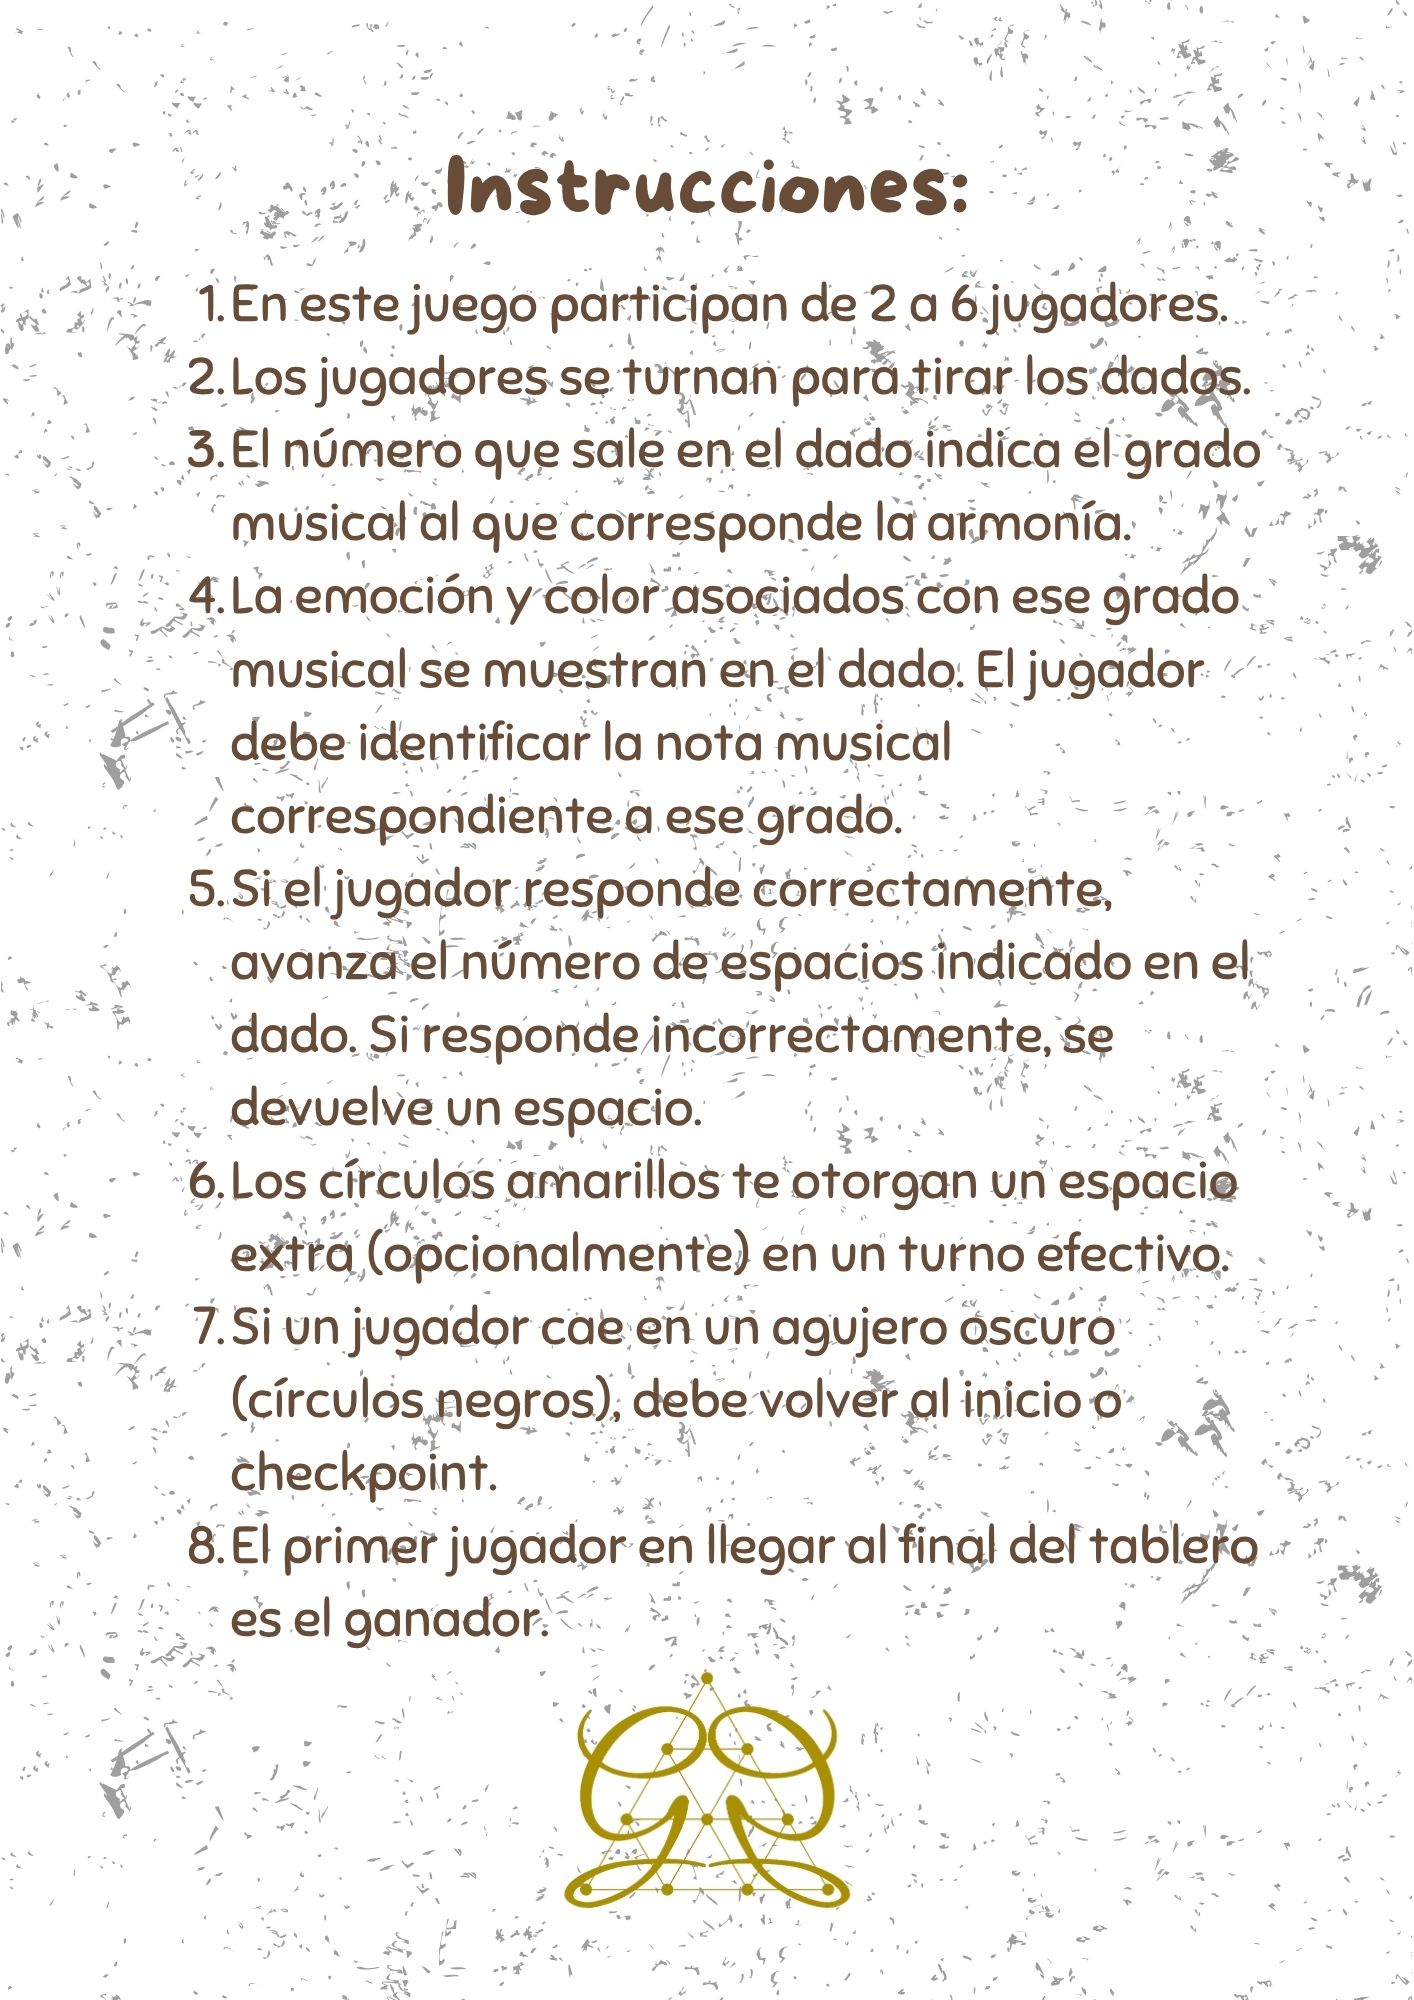 Instrucciones:
1. En este juego participan de 2 a 6 jugadores.
2. Los jugadores se turnan para tirar los dados.
3. El número que sale en el dado indica el grado
musical al que corresponde la armonía.
4. La emoción y color asociados con ese grado
musical se muestran en el dado. El jugador
debe identificar la nota musical
correspondiente a ese grado.
5. Si el jugador responde correctamente,
avanza el número de espacios indicado en el
dado. Si responde incorrectamente, se
devuelve un espacio.
6. Los círculos amarillos te otorgan un espacio
extra (opcionalmente) en un turno efectivo.
7. Si un jugador cae en un agujero oscuro
(círculos negros), debe volver al inicio o
checkpoint.
8. El primer jugador en llegar al final del tablero
es el ganador.